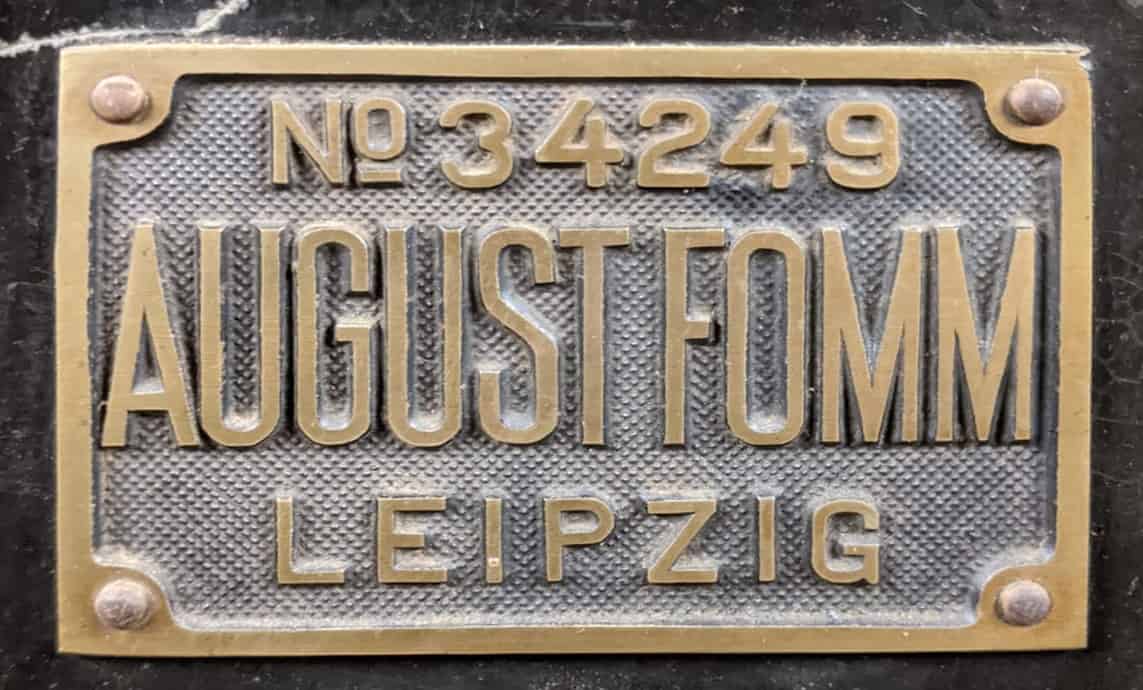 Nº 34249
AUGUST FOMM
LEIPZIG